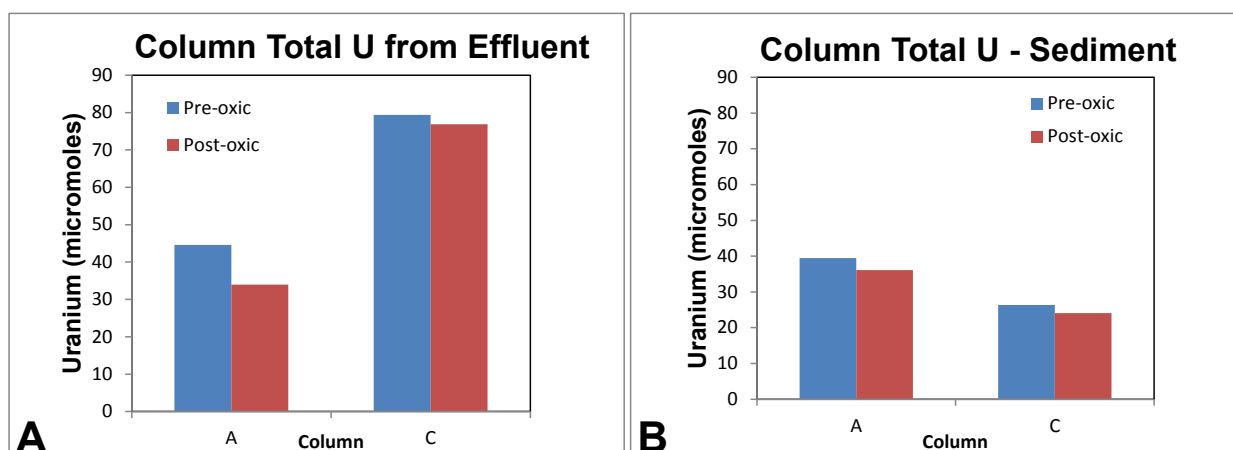 Column Total U from Effluent
Uranium (micromoles)
90
80
70
60
50
40
30
20
10
0
Pre-oxic
Post-oxic
A
C
Column
A
Column Total U - Sediment
Uranium (micromoles)
90
80
70
60
50
40
30
20
10
0
Pre-oxic
Post-oxic
A
C
Column
B